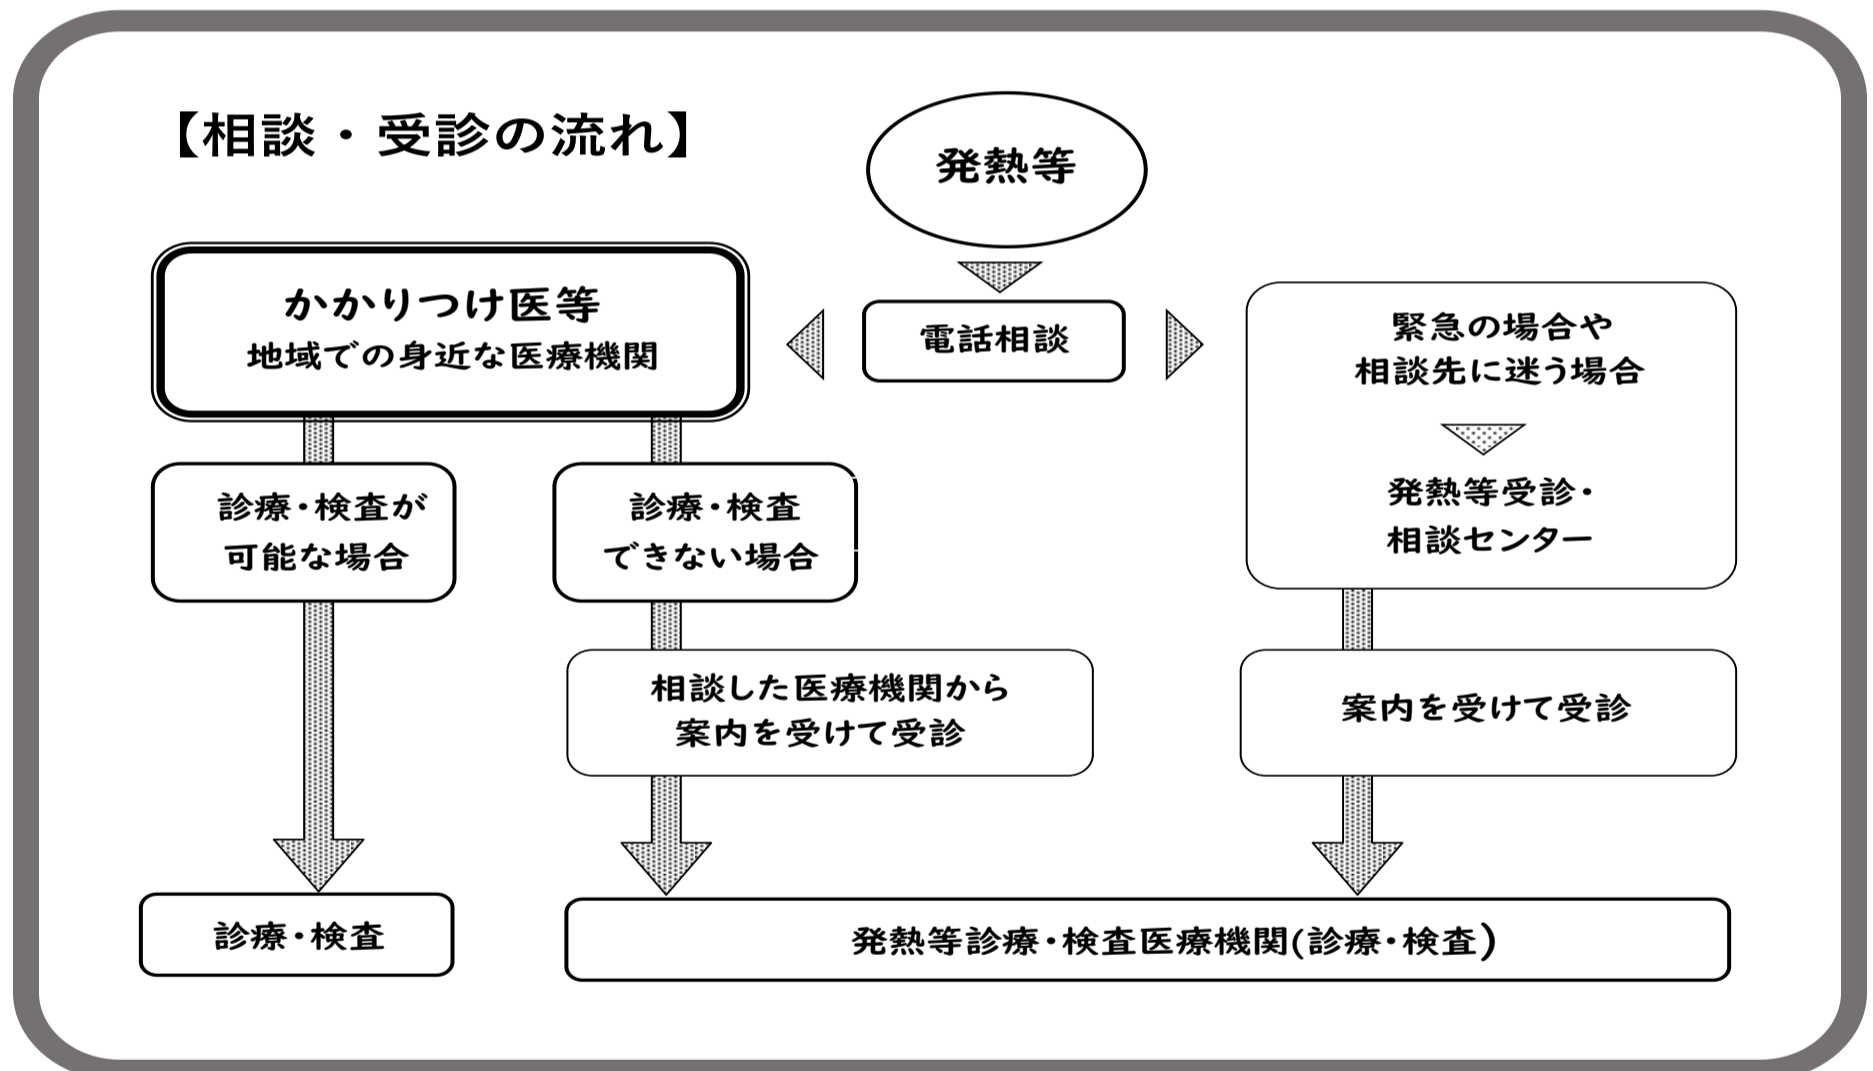 【相談・受診の流れ】
発熱等
電話相談
かかりつけ医等
地域での身近な医療機関
緊急の場合や
相談先に迷う場合
発熱等受診・
相談センター
診療・検査が
可能な場合
診療・検査
できない場合
相談した医療機関から
案内を受けて受診
案内を受けて受診
診療・検査
発熱等診療・検査医療機関(診療・検査)